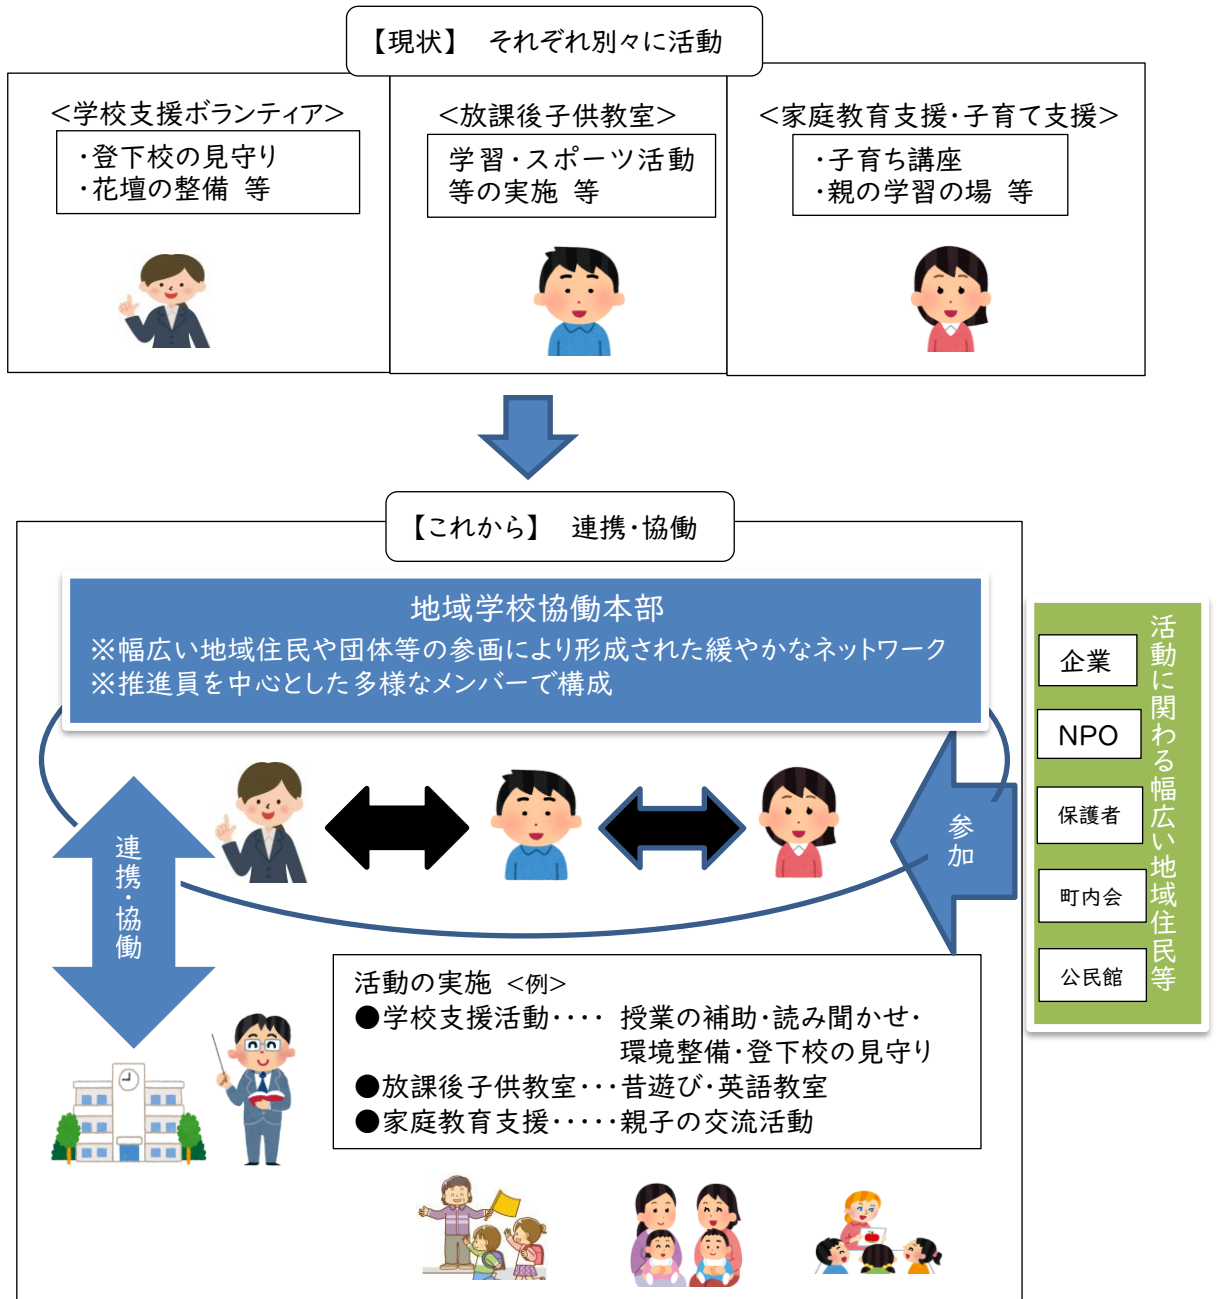 【現状】 それぞれ別々に活動
<学校支援ボランティア>
・登下校の見守り
・花壇の整備 等
<放課後子供教室>
学習・スポーツ活動
等の実施 等
<家庭教育支援・子育て支援>
・子育ち講座
・親の学習の場 等
【これから】 連携・協働
地域学校協働本部
※幅広い地域住民や団体等の参画により形成された緩やかなネットワーク
※推進員を中心とした多様なメンバーで構成
連携・協働
参加
活動に関わる幅広い地域住民等
企業
NPO
保護者
町内会
公民館
活動の実施 <例>
●学校支援活動‥‥ 授業の補助・読み聞かせ・
環境整備・登下校の見守り
●放課後子供教室‥・昔遊び・英語教室
●家庭教育支援‥‥・親子の交流活動